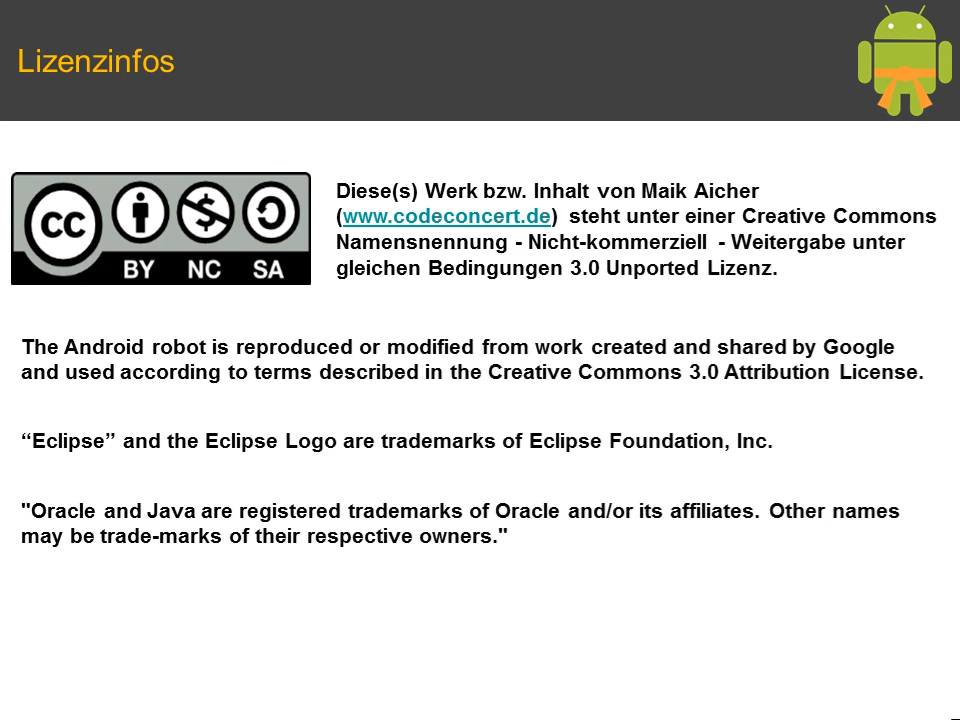 Lizenzinfos
cc
BY NC SA
Diese(s) Werk bzw. Inhalt von Maik Aicher
(www.codeconcert.de) steht unter einer Creative Commons
Namensnennung - Nicht-kommerziell - Weitergabe unter
gleichen Bedingungen 3.0 Unported Lizenz.
The Android robot is reproduced or modified from work created and shared by Google
and used according to terms described in the Creative Commons 3.0 Attribution License.
“Eclipse” and the Eclipse Logo are trademarks of Eclipse Foundation, Inc.
"Oracle and Java are registered trademarks of Oracle and/or its affiliates. Other names
may be trade-marks of their respective owners."